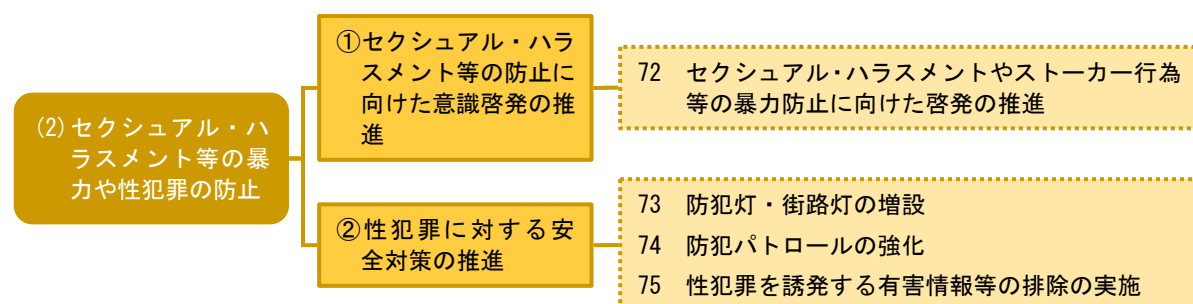 (2)セクシュアル・ハ
ラスメント等の暴
力や性犯罪の防止
①セクシュアル・ハラ
スメント等の防止に
向けた意識啓発の推
進
72 セクシュアル・ハラスメントやストーカー行為
等の暴力防止に向けた啓発の推進
②性犯罪に対する安
全対策の推進
73 防犯灯・街路灯の増設
74 防犯パトロールの強化
75 性犯罪を誘発する有害情報等の排除の実施